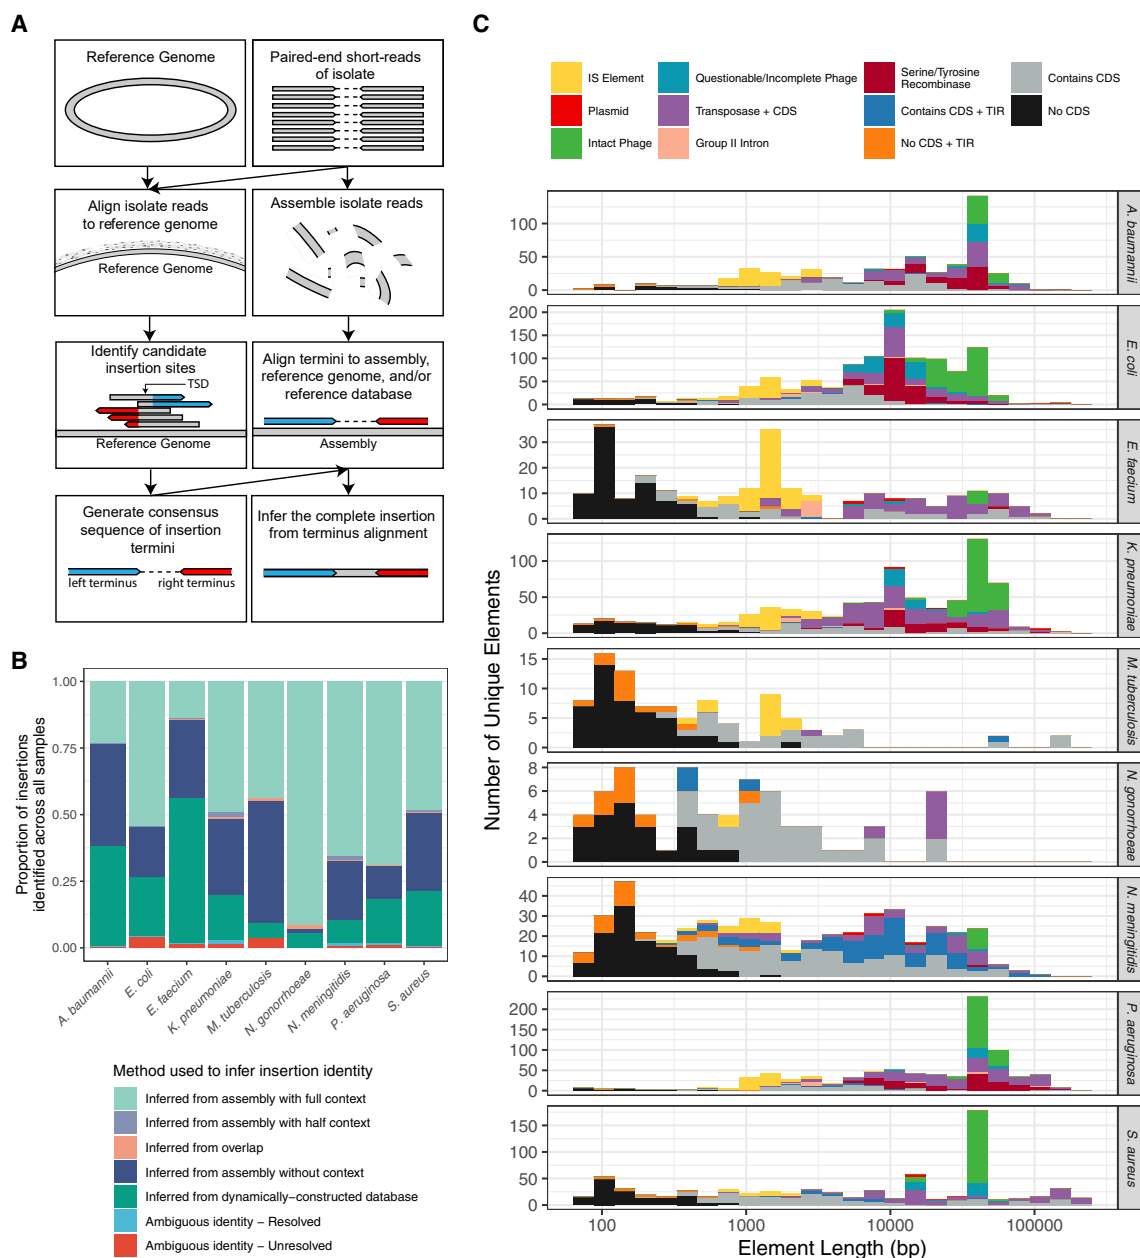 A
Reference Genome
Paired-end short-reads
of isolate
Align isolate reads
to reference genome
Reference Genome
Assemble isolate reads
Identify candidate
insertion sites
TSD
Reference Genome
Align termini to assembly,
reference genome, and/or
reference database
Assembly
Generate consensus
sequence of insertion
termini
left terminus
right terminus
Infer the complete insertion
from terminus alignment
B
Proportion of insertions
identified across all samples
1.00
0.75
0.50
0.25
0.00
A. baumannii
E. coli
E. faecium
K. pneumoniae
M. tuberculosis
N. gonorrhoeae
N. meningitidis
P. aeruginosa
S. aureus
Method used to infer insertion identity
Inferred from assembly with full context
Inferred from assembly with half context
Inferred from overlap
Inferred from assembly without context
Inferred from dynamically-constructed database
Ambiguous identity – Resolved
Ambiguous identity – Unresolved
C
IS Element
Plasmid
Intact Phage
Questionable/Incomplete Phage
Transposase + CDS
Group II Intron
Serine/Tyrosine
Recombinase
Contains CDS + TIR
No CDS + TIR
Contains CDS
No CDS
Number of Unique Elements
100
50
0
A. baumannii
200
150
100
50
0
E. coli
30
20
10
0
E. faecium
100
50
0
K. pneumoniae
15
10
5
0
M. tuberculosis
8
6
4
2
0
N. gonorrhoeae
40
30
20
10
0
N. meningitidis
200
150
100
50
0
P. aeruginosa
150
100
50
0
S. aureus
100
1000
10000
100000
Element Length (bp)